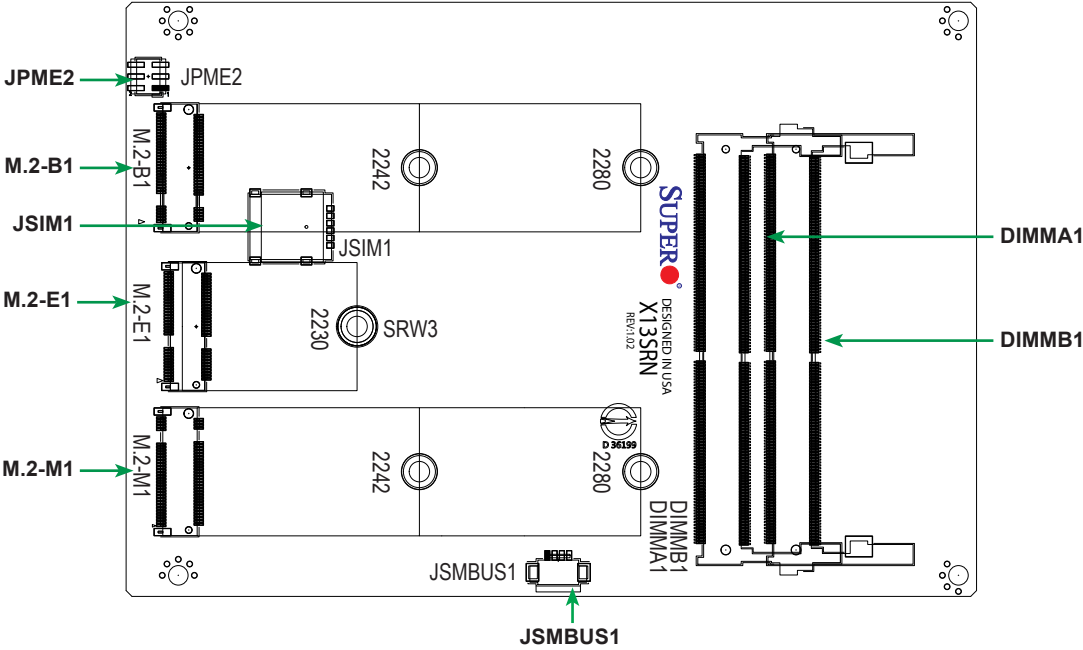 JPME2
JPME2
M.2-B1
M.2-B1
2242
2280
JSIM1
JSIM1
SUPER
DIMMA1
M.2-E1
M.2-E1
2230
SRW3
DESIGNED IN USA
X13SRN
REV:1.02
DIMMB1
D 36199
M.2-M1
M.2-M1
2242
2280
DIMMB1
DIMMA1
JSMBUS1
JSMBUS1